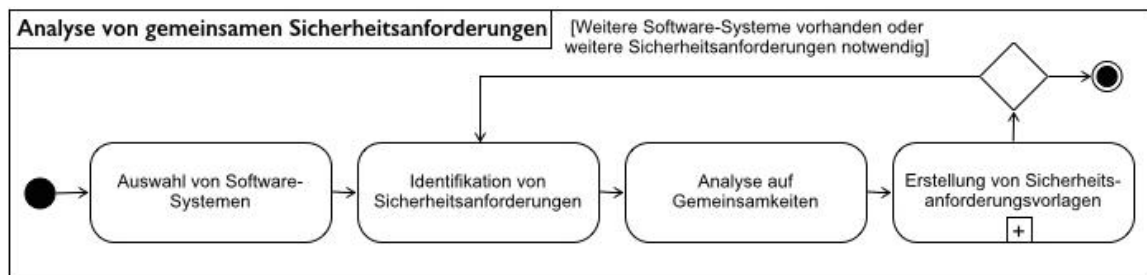 Analyse von gemeinsamen Sicherheitsanforderungen
[Weitere Software-Systeme vorhanden oder
weitere Sicherheitsanforderungen notwendig]
Auswahl von Software-
Systemen
Identifikation von
Sicherheitsanforderungen
Analyse auf
Gemeinsamkeiten
Erstellung von Sicherheits-
anforderungsvorlagen
+